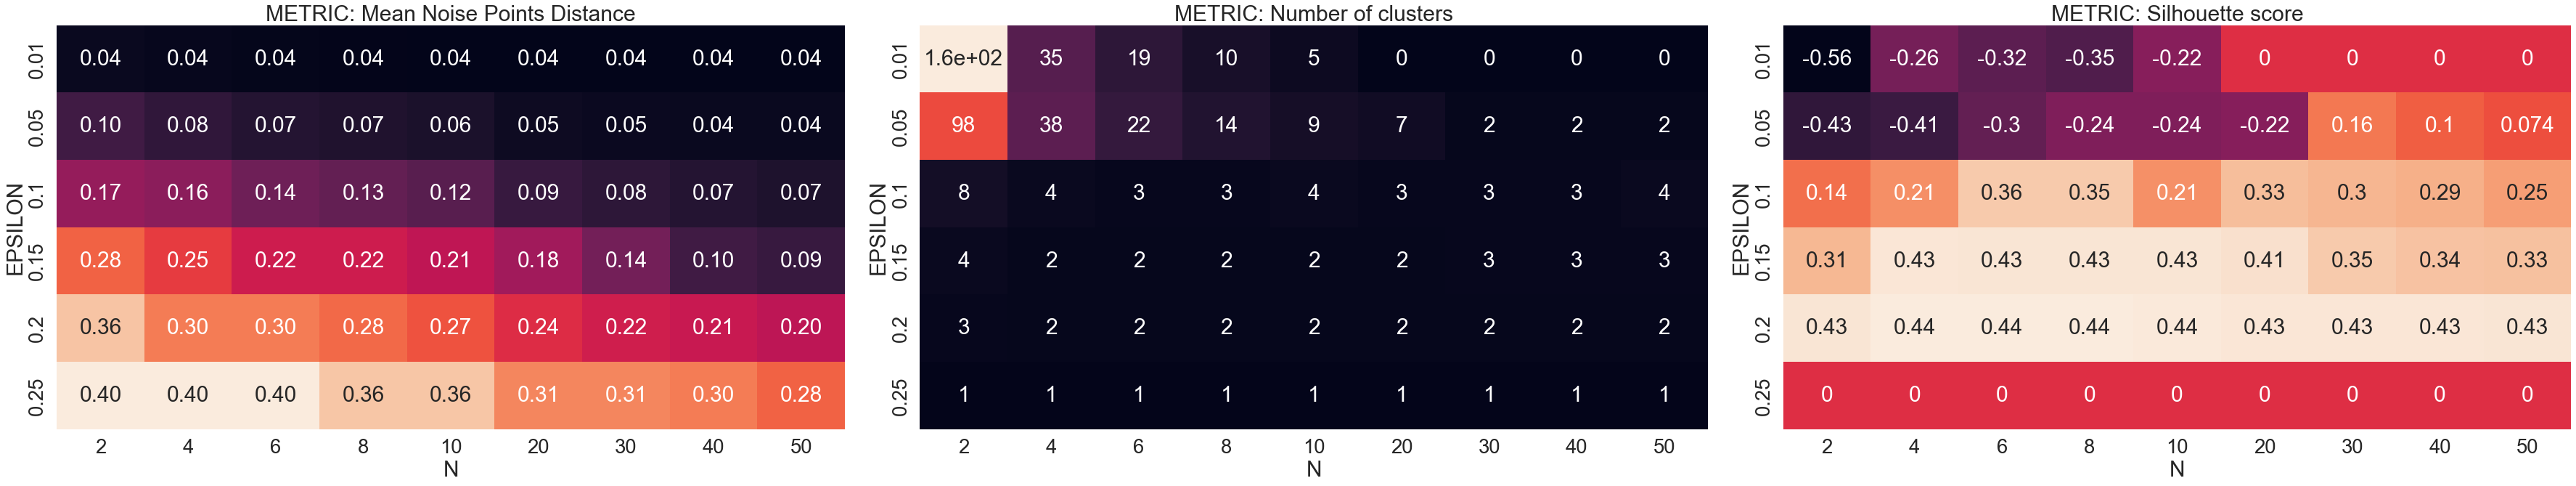 METRIC: Mean Noise Points Distance
EPSILON
0.01 0.04 0.04 0.04 0.04 0.04 0.04 0.04 0.04 0.04
0.05 0.10 0.08 0.07 0.07 0.06 0.05 0.05 0.04 0.04
0.1 0.17 0.16 0.14 0.13 0.12 0.09 0.08 0.07 0.07
0.15 0.28 0.25 0.22 0.22 0.21 0.18 0.14 0.10 0.09
0.2 0.36 0.30 0.30 0.28 0.27 0.24 0.22 0.21 0.20
0.25 0.40 0.40 0.40 0.36 0.36 0.31 0.31 0.30 0.28
2 4 6 8 10 20 30 40 50
N
METRIC: Number of clusters
EPSILON
0.01 1.6e+02 35 19 10 5 0 0 0 0
0.05 98 38 22 14 9 7 2 2 2
0.1 8 4 3 3 4 3 3 3 4
0.15 4 2 2 2 2 2 3 3 3
0.2 3 2 2 2 2 2 2 2 2
0.25 1 1 1 1 1 1 1 1 1
2 4 6 8 10 20 30 40 50
N
METRIC: Silhouette score
EPSILON
0.01 -0.56 -0.26 -0.32 -0.35 -0.22 0 0 0 0
0.05 -0.43 -0.41 -0.3 -0.24 -0.24 -0.22 0.16 0.1 0.074
0.1 0.14 0.21 0.36 0.35 0.21 0.33 0.3 0.29 0.25
0.15 0.31 0.43 0.43 0.43 0.43 0.41 0.35 0.34 0.33
0.2 0.43 0.44 0.44 0.44 0.44 0.43 0.43 0.43 0.43
0.25 0 0 0 0 0 0 0 0 0
2 4 6 8 10 20 30 40 50
N